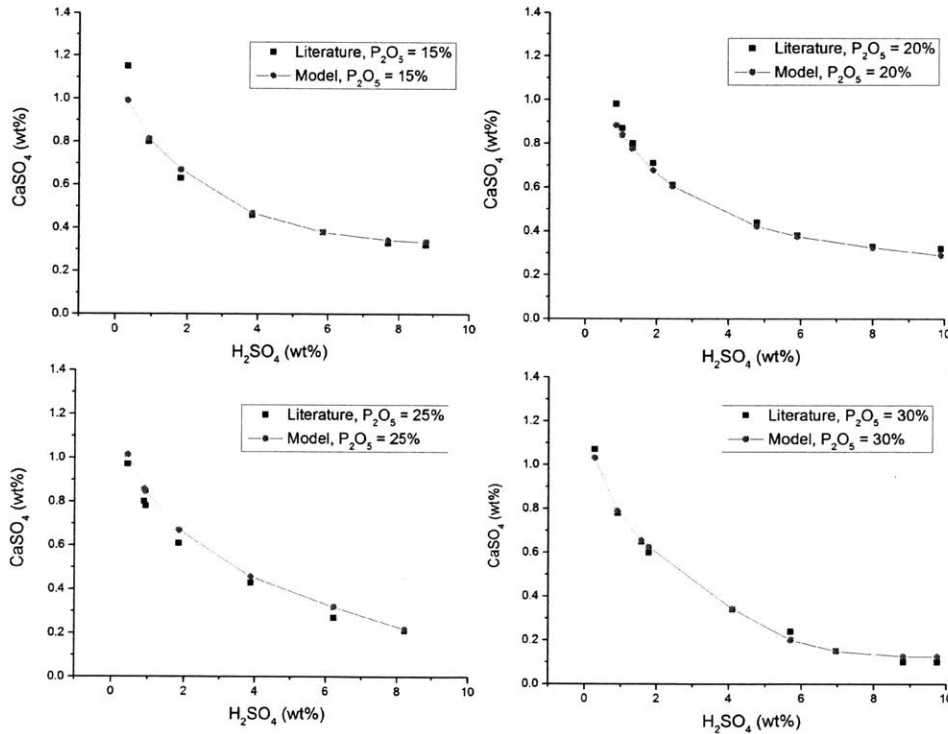 1.4
1.2
1.0
0.8
0.6
0.4
0.2
0.0
CaSO₄ (wt%)
Literature, P₂O₅ = 15%
Model, P₂O₅ = 15%
0 2 4 6 8 10
H₂SO₄ (wt%)
1.4
1.2
1.0
0.8
0.6
0.4
0.2
0.0
CaSO₄ (wt%)
Literature, P₂O₅ = 20%
Model, P₂O₅ = 20%
0 2 4 6 8 10
H₂SO₄ (wt%)
1.4
1.2
1.0
0.8
0.6
0.4
0.2
0.0
CaSO₄ (wt%)
Literature, P₂O₅ = 25%
Model, P₂O₅ = 25%
0 2 4 6 8 10
H₂SO₄ (wt%)
1.4
1.2
1.0
0.8
0.6
0.4
0.2
0.0
CaSO₄ (wt%)
Literature, P₂O₅ = 30%
Model, P₂O₅ = 30%
0 2 4 6 8 10
H₂SO₄ (wt%)